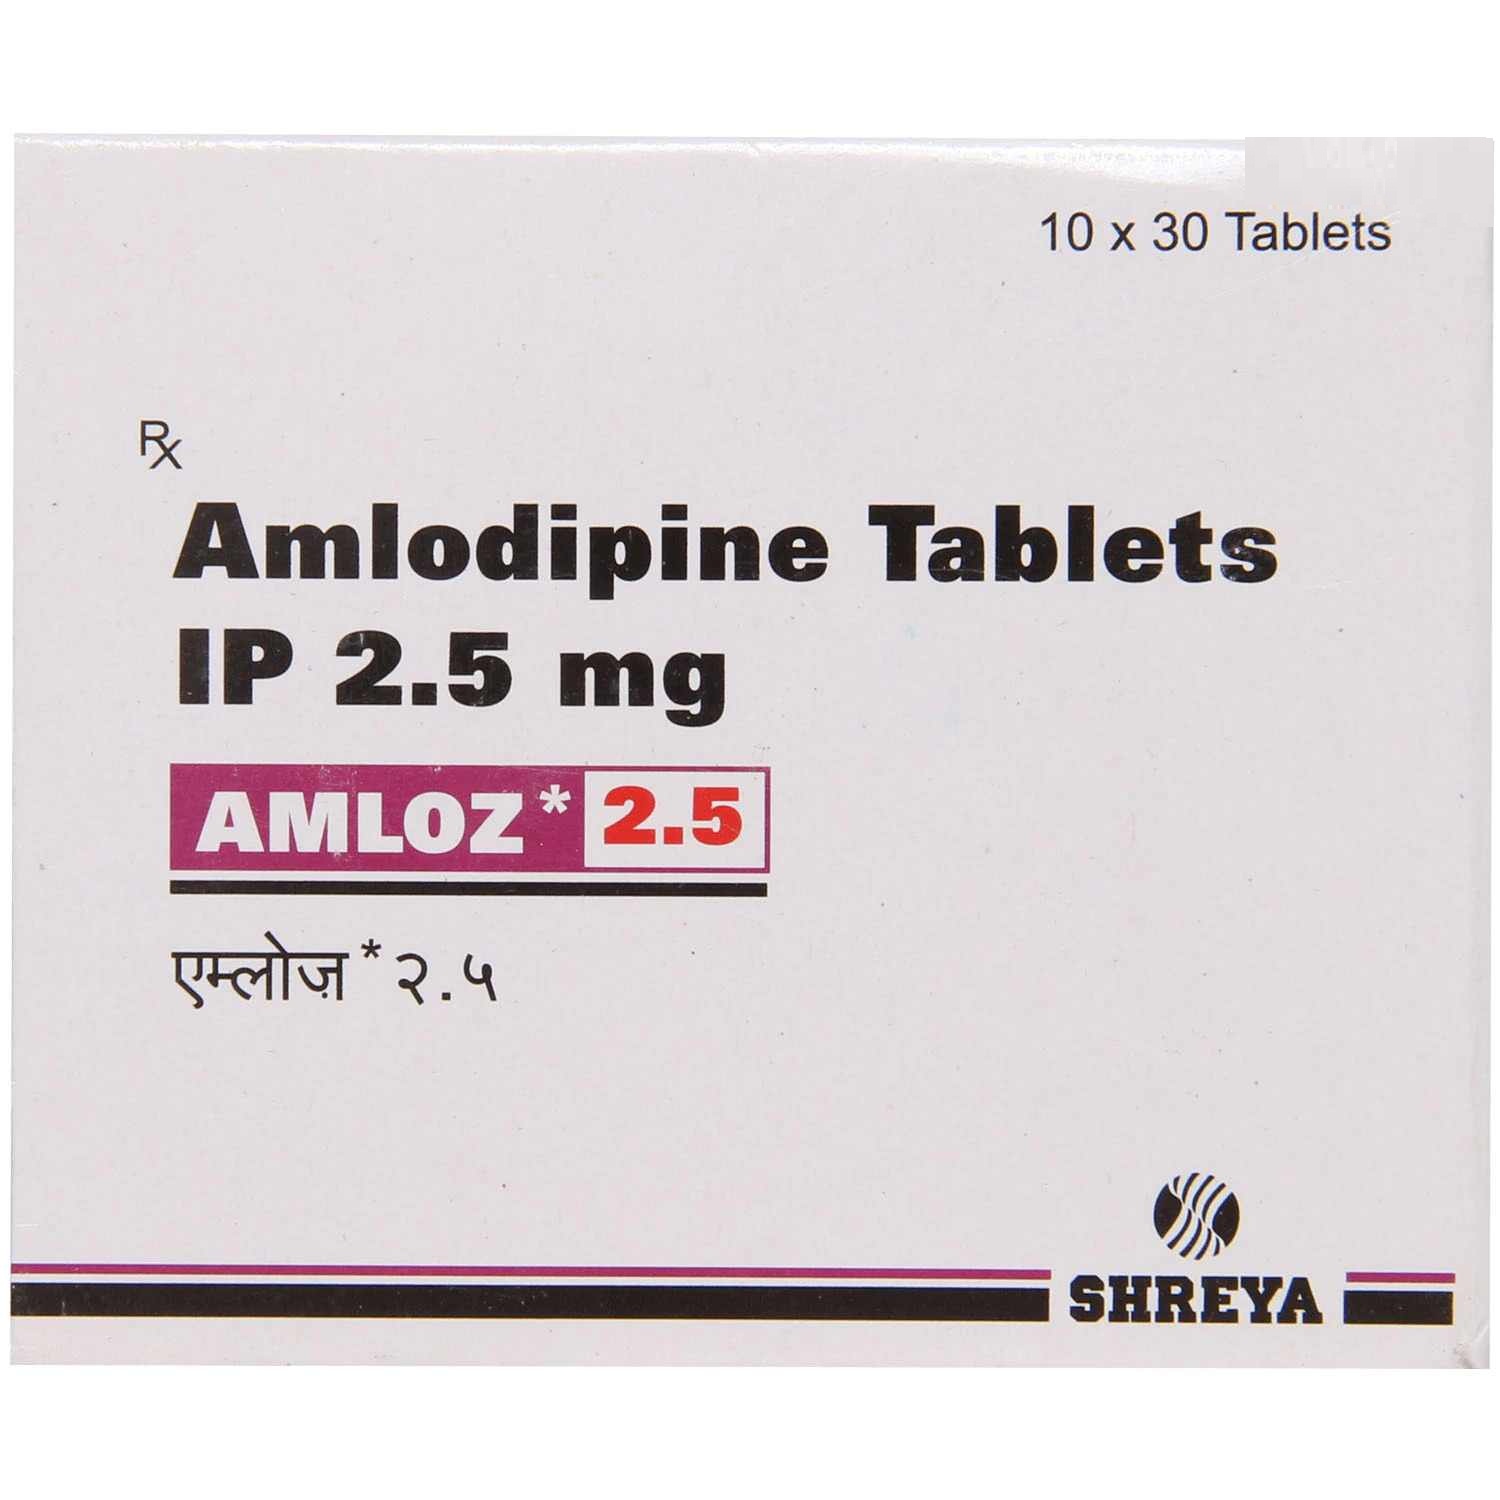 10 x 30 Tablets
Rx
Amlodipine Tablets
IP 2.5 mg
AMLOZ* 2.5
एम्लोज़* २.५
SHREYA